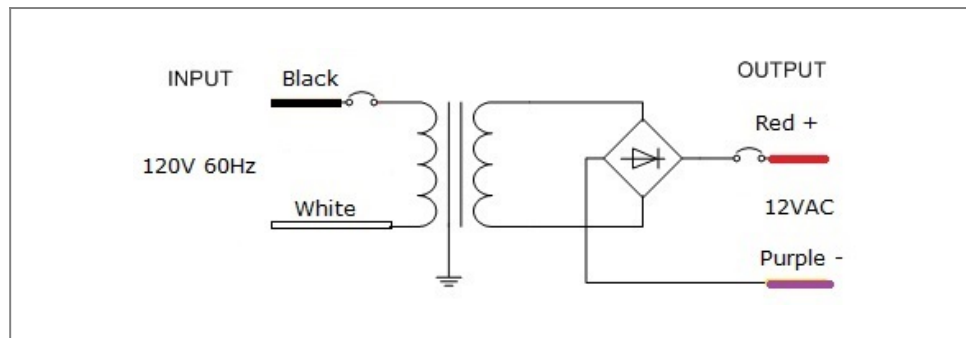 INPUT
Black
OUTPUT
Red +
120V 60Hz
White
12VAC
Purple -